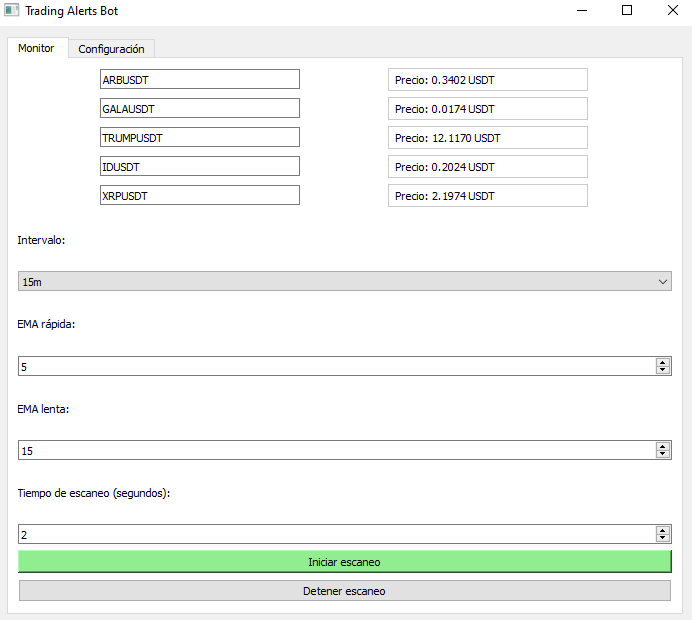 Trading Alerts Bot
Monitor Configuración
ARBUSDT Precio: 0.3402 USDT
GALAUSDT Precio: 0.0174 USDT
TRUMPUSDT Precio: 12.1170 USDT
IDUSDT Precio: 0.2024 USDT
XRPUSDT Precio: 2.1974 USDT
Intervalo:
15m
EMA rápida:
5
EMA lenta:
15
Tiempo de escaneo (segundos):
2
Iniciar escaneo
Detener escaneo